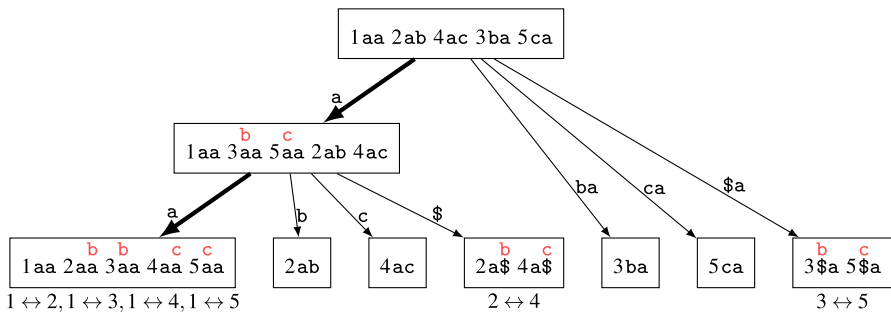 1aa 2ab 4ac 3ba 5ca
a
b c
1aa 3aa 5aa 2ab 4ac
ba ca $a
a b c $
b b c c
1aa 2aa 3aa 4aa 5aa
2ab
4ac
b c
2a$ 4a$
3ba
5ca
b c
3$a 5$a
1 ↔ 2, 1 ↔ 3, 1 ↔ 4, 1 ↔ 5
2 ↔ 4
3 ↔ 5